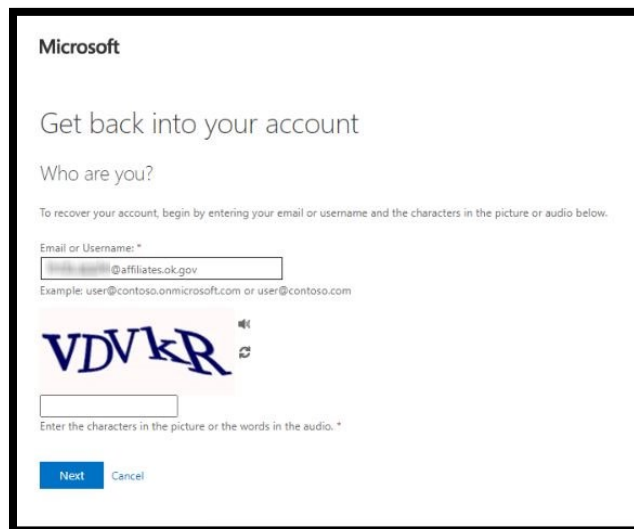 Microsoft
Get back into your account
Who are you?
To recover your account, begin by entering your email or username and the characters in the picture or audio below.
Email or Username: *
@affiliates.ok.gov
Example: user@contoso.onmicrosoft.com or user@contoso.com
VDVkR
Enter the characters in the picture or the words in the audio. *
Next Cancel